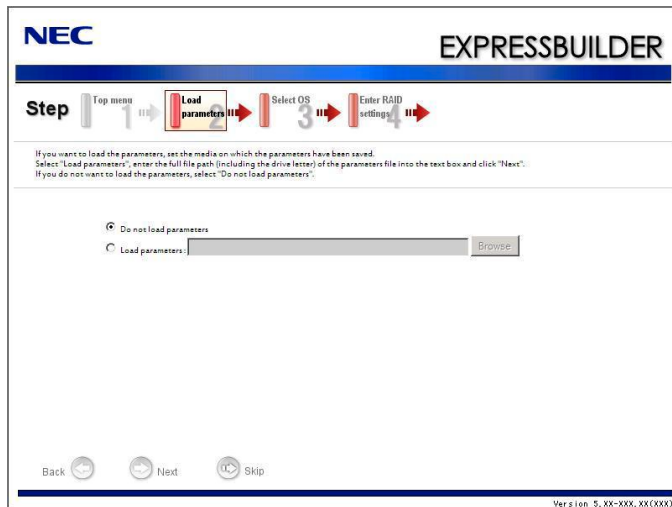 NEC
EXPRESSBUILDER
Step
Top menu
1
Load parameters
2
Select OS
3
Enter RAID settings
4
If you want to load the parameters, set the media on which the parameters have been saved.
Select "Load parameters", enter the full file path (including the drive letter) of the parameters file into the text box and click "Next".
If you do not want to load the parameters, select "Do not load parameters".
Do not load parameters
Load parameters:
Browse
Back
Next
Skip
Version 5.XX-XXX.XX(XXX)